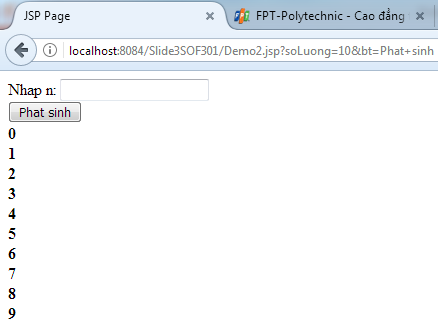 JSP Page × FPT-Polytechnic - Cao đẳng ×
localhost:8084/Slide3SOF301/Demo2.jsp?soLuong=10&bt=Phat+sinh
Nhap n:
Phat sinh
0
1
2
3
4
5
6
7
8
9